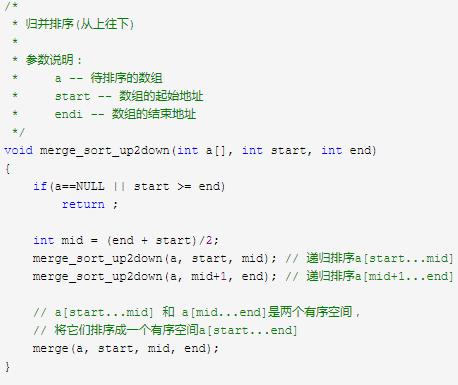 /*
 * 归并排序(从上往下)
 *
 * 参数说明：
 *     a -- 待排序的数组
 *     start -- 数组的起始地址
 *     endi -- 数组的结束地址
 */
void merge_sort_up2down(int a[], int start, int end)
{
    if(a==NULL || start >= end)
        return ;

    int mid = (end + start)/2;
    merge_sort_up2down(a, start, mid); // 递归排序a[start...mid]
    merge_sort_up2down(a, mid+1, end); // 递归排序a[mid+1...end]

    // a[start...mid] 和 a[mid...end]是两个有序空间，
    // 将它们排序成一个有序空间a[start...end]
    merge(a, start, mid, end);
}